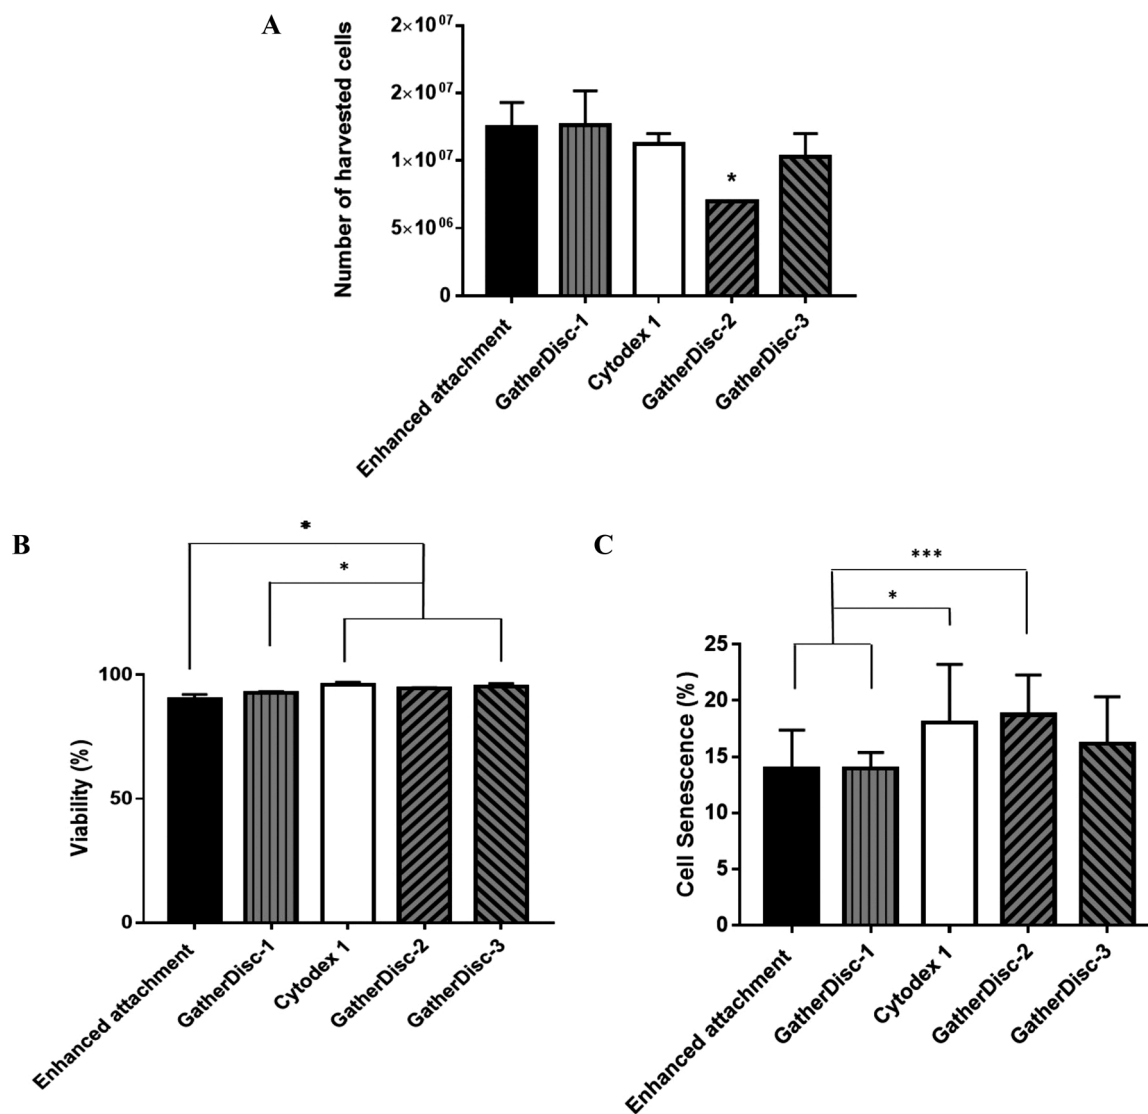 A
Number of harvested cells
2×10⁰⁷
2×10⁰⁷
1×10⁰⁷
5×10⁰⁶
0
*
Enhanced attachment
GatherDisc-1
Cytodex 1
GatherDisc-2
GatherDisc-3
B
*
*
Viability (%)
100
50
0
Enhanced attachment
GatherDisc-1
Cytodex 1
GatherDisc-2
GatherDisc-3
C
***
*
Cell Senescence (%)
25
20
15
10
5
0
Enhanced attachment
GatherDisc-1
Cytodex 1
GatherDisc-2
GatherDisc-3